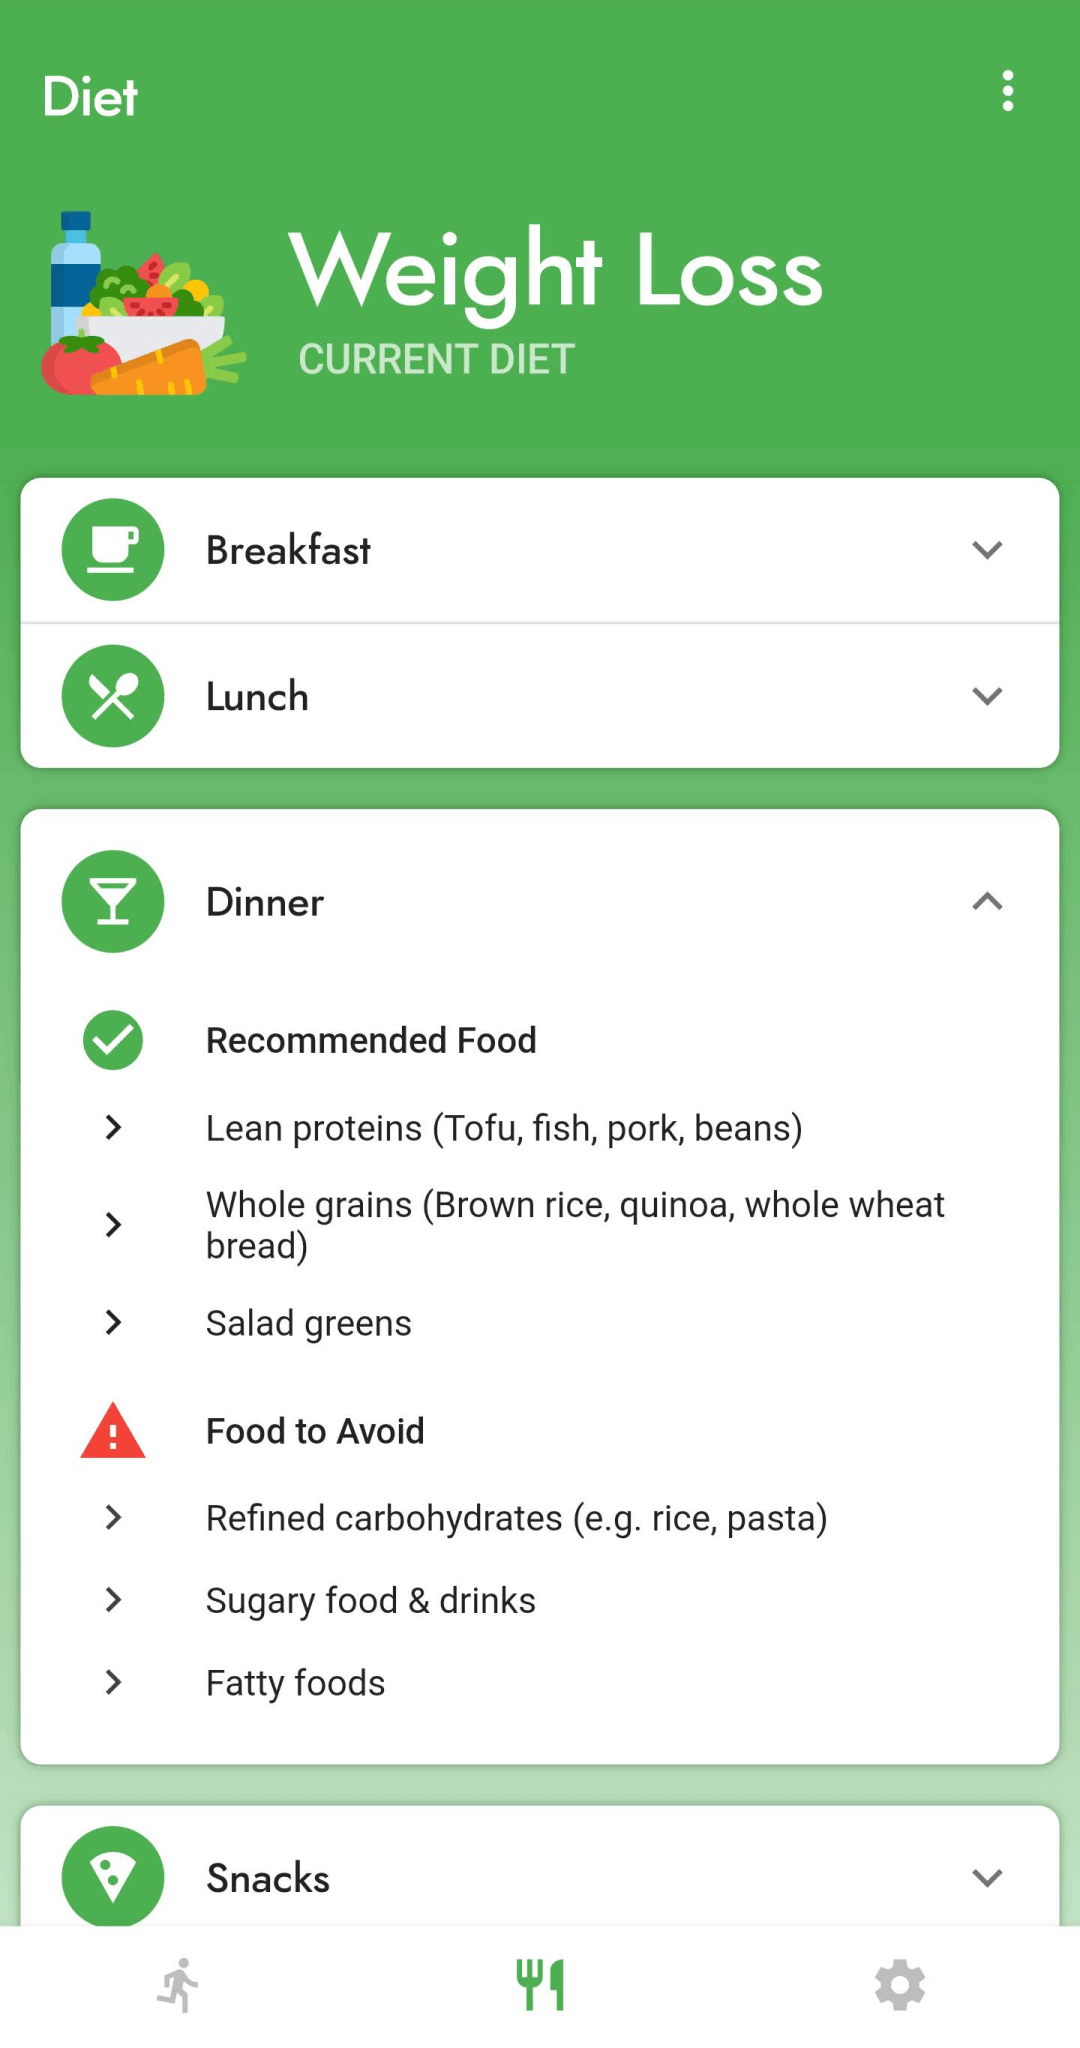 Diet
Weight Loss
CURRENT DIET
Breakfast
Lunch
Dinner
Recommended Food
Lean proteins (Tofu, fish, pork, beans)
Whole grains (Brown rice, quinoa, whole wheat
bread)
Salad greens
Food to Avoid
Refined carbohydrates (e.g. rice, pasta)
Sugary food & drinks
Fatty foods
Snacks